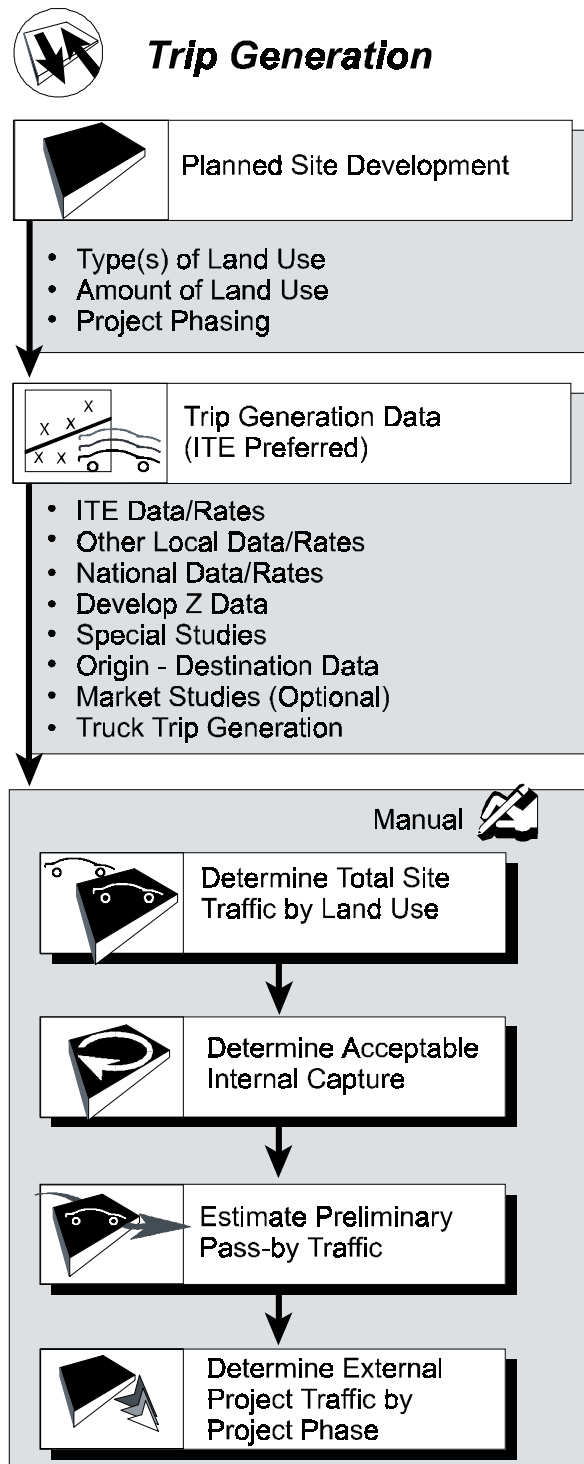 Trip Generation
Planned Site Development
• Type(s) of Land Use
• Amount of Land Use
• Project Phasing
X
X X
X X
Trip Generation Data
(ITE Preferred)
• ITE Data/Rates
• Other Local Data/Rates
• National Data/Rates
• Develop Z Data
• Special Studies
• Origin - Destination Data
• Market Studies (Optional)
• Truck Trip Generation
Manual
Determine Total Site
Traffic by Land Use
Determine Acceptable
Internal Capture
Estimate Preliminary
Pass-by Traffic
Determine External
Project Traffic by
Project Phase